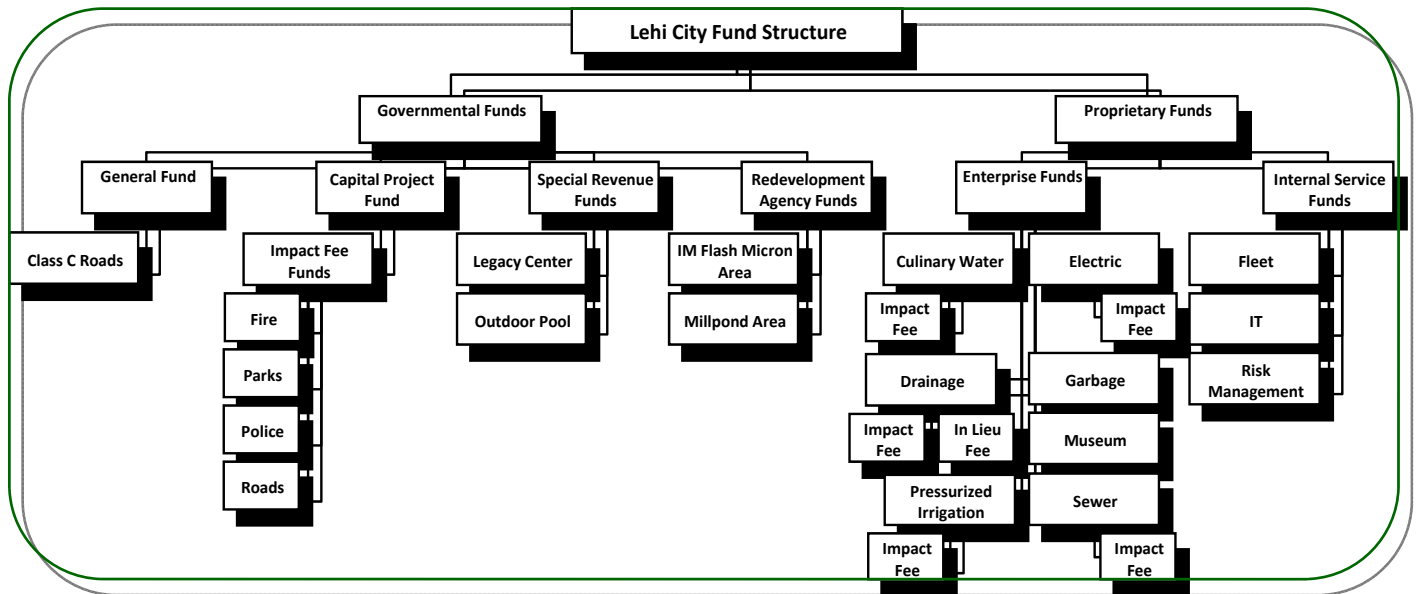 Lehi City Fund Structure
Governmental Funds
Proprietary Funds
General Fund
Capital Project
Fund
Special Revenue
Funds
Redevelopment
Agency Funds
Enterprise Funds
Internal Service
Funds
Class C Roads
Impact Fee
Funds
Fire
Parks
Police
Roads
Legacy Center
Outdoor Pool
IM Flash Micron
Area
Millpond Area
Culinary Water
Impact
Fee
Drainage
Impact
Fee
In Lieu
Fee
Pressurized
Irrigation
Impact
Fee
Electric
Impact
Fee
Garbage
Museum
Sewer
Impact
Fee
Fleet
IT
Risk
Management